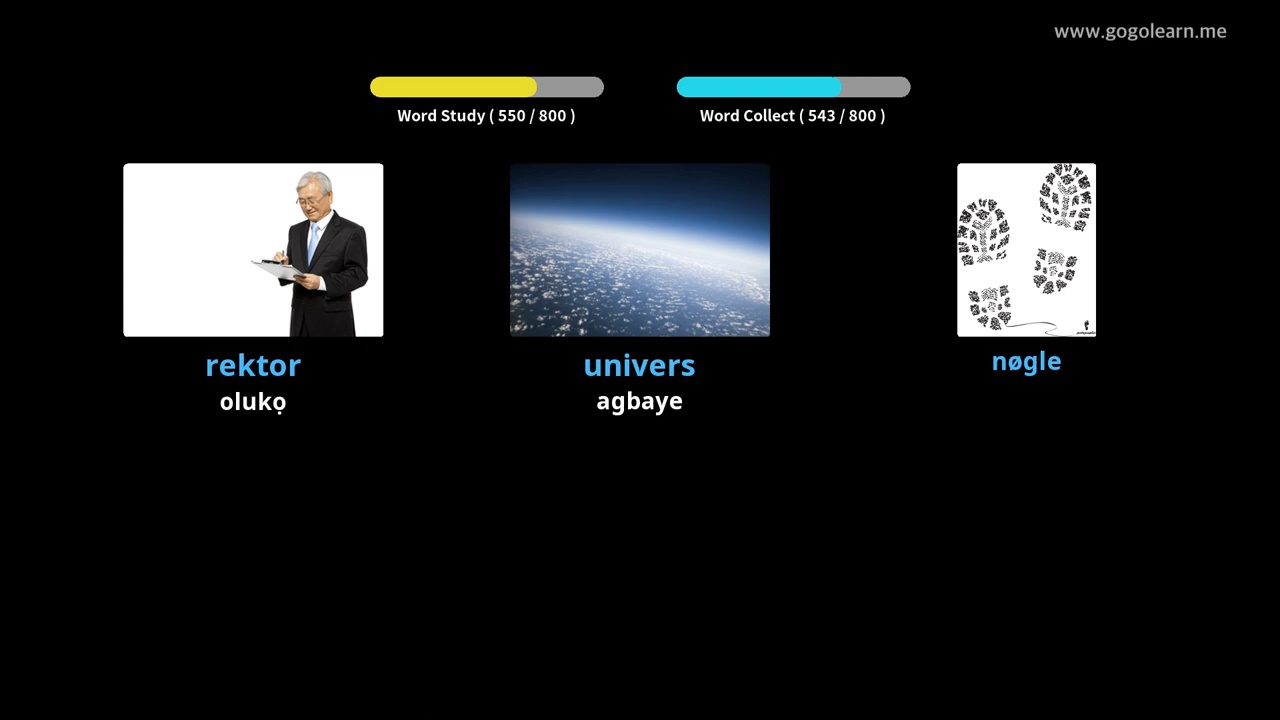 www.gogolearn.me
Word Study ( 550 / 800 )
Word Collect ( 543 / 800 )
rektor
olukọ
univers
agbaye
nøgle